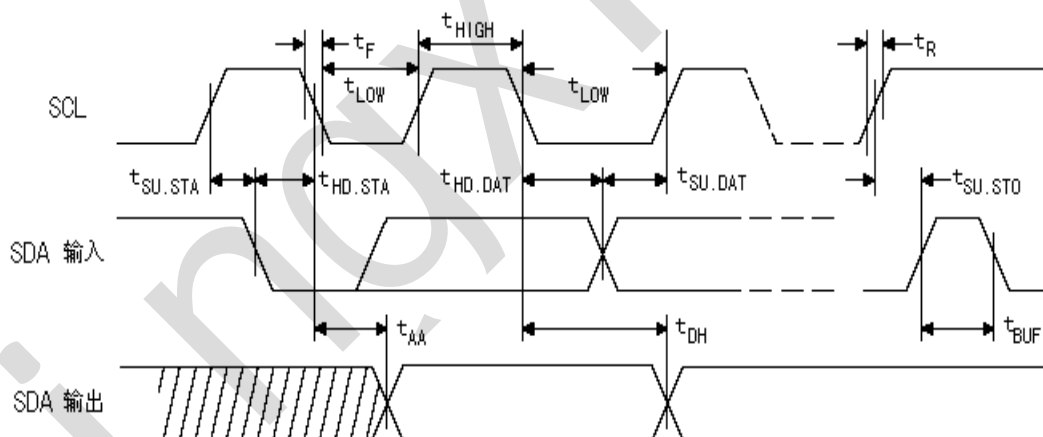 tHIGH
tF
tR
tLOW
tLOW
SCL
tSU.STA
tHD.STA
tHD.DAT
tSU.DAT
tSU.STO
SDA 输入
tAA
tDH
tBUF
SDA 输出